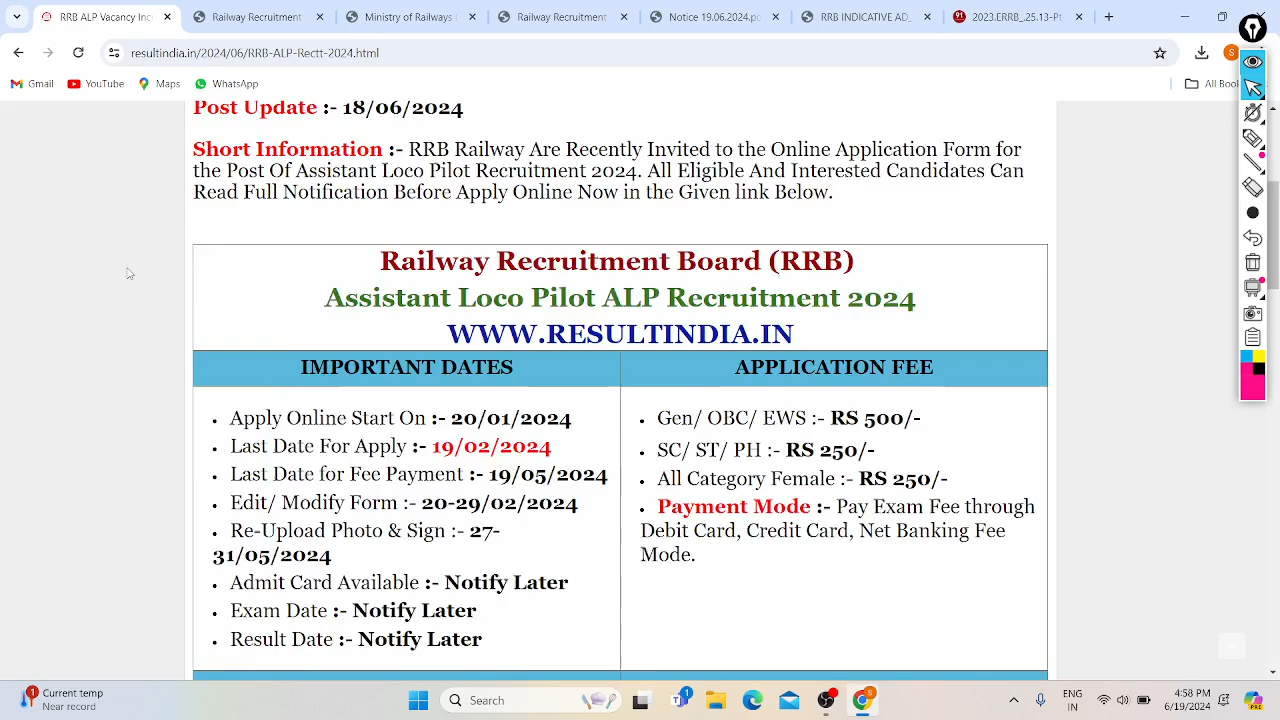 RRB ALP Vacancy Inc
Railway Recruitment
Ministry of Railways
Railway Recruitment
Notice 19.06.2024.pdf
RRB INDICATIVE AD_
2023.ERRB_25.13-Pt
resultindia.in/2024/06/RRB-ALP-Rectt-2024.html
Gmail
YouTube
Maps
WhatsApp
All Book
Post Update :- 18/06/2024
Short Information :- RRB Railway Are Recently Invited to the Online Application Form for
the Post Of Assistant Loco Pilot Recruitment 2024. All Eligible And Interested Candidates Can
Read Full Notification Before Apply Online Now in the Given link Below.
Railway Recruitment Board (RRB)
Assistant Loco Pilot ALP Recruitment 2024
WWW.RESULTINDIA.IN
IMPORTANT DATES
Apply Online Start On :- 20/01/2024
Last Date For Apply :- 19/02/2024
Last Date for Fee Payment :- 19/05/2024
Edit/ Modify Form :- 20-29/02/2024
Re-Upload Photo & Sign :- 27-
31/05/2024
Admit Card Available :- Notify Later
Exam Date :- Notify Later
Result Date :- Notify Later
APPLICATION FEE
Gen/ OBC/ EWS :- RS 500/-
SC/ ST/ PH :- RS 250/-
All Category Female :- RS 250/-
Payment Mode :- Pay Exam Fee through
Debit Card, Credit Card, Net Banking Fee
Mode.
1
Current temp
Near record
Search
1
ENG
IN
4:58 PM
6/19/2024